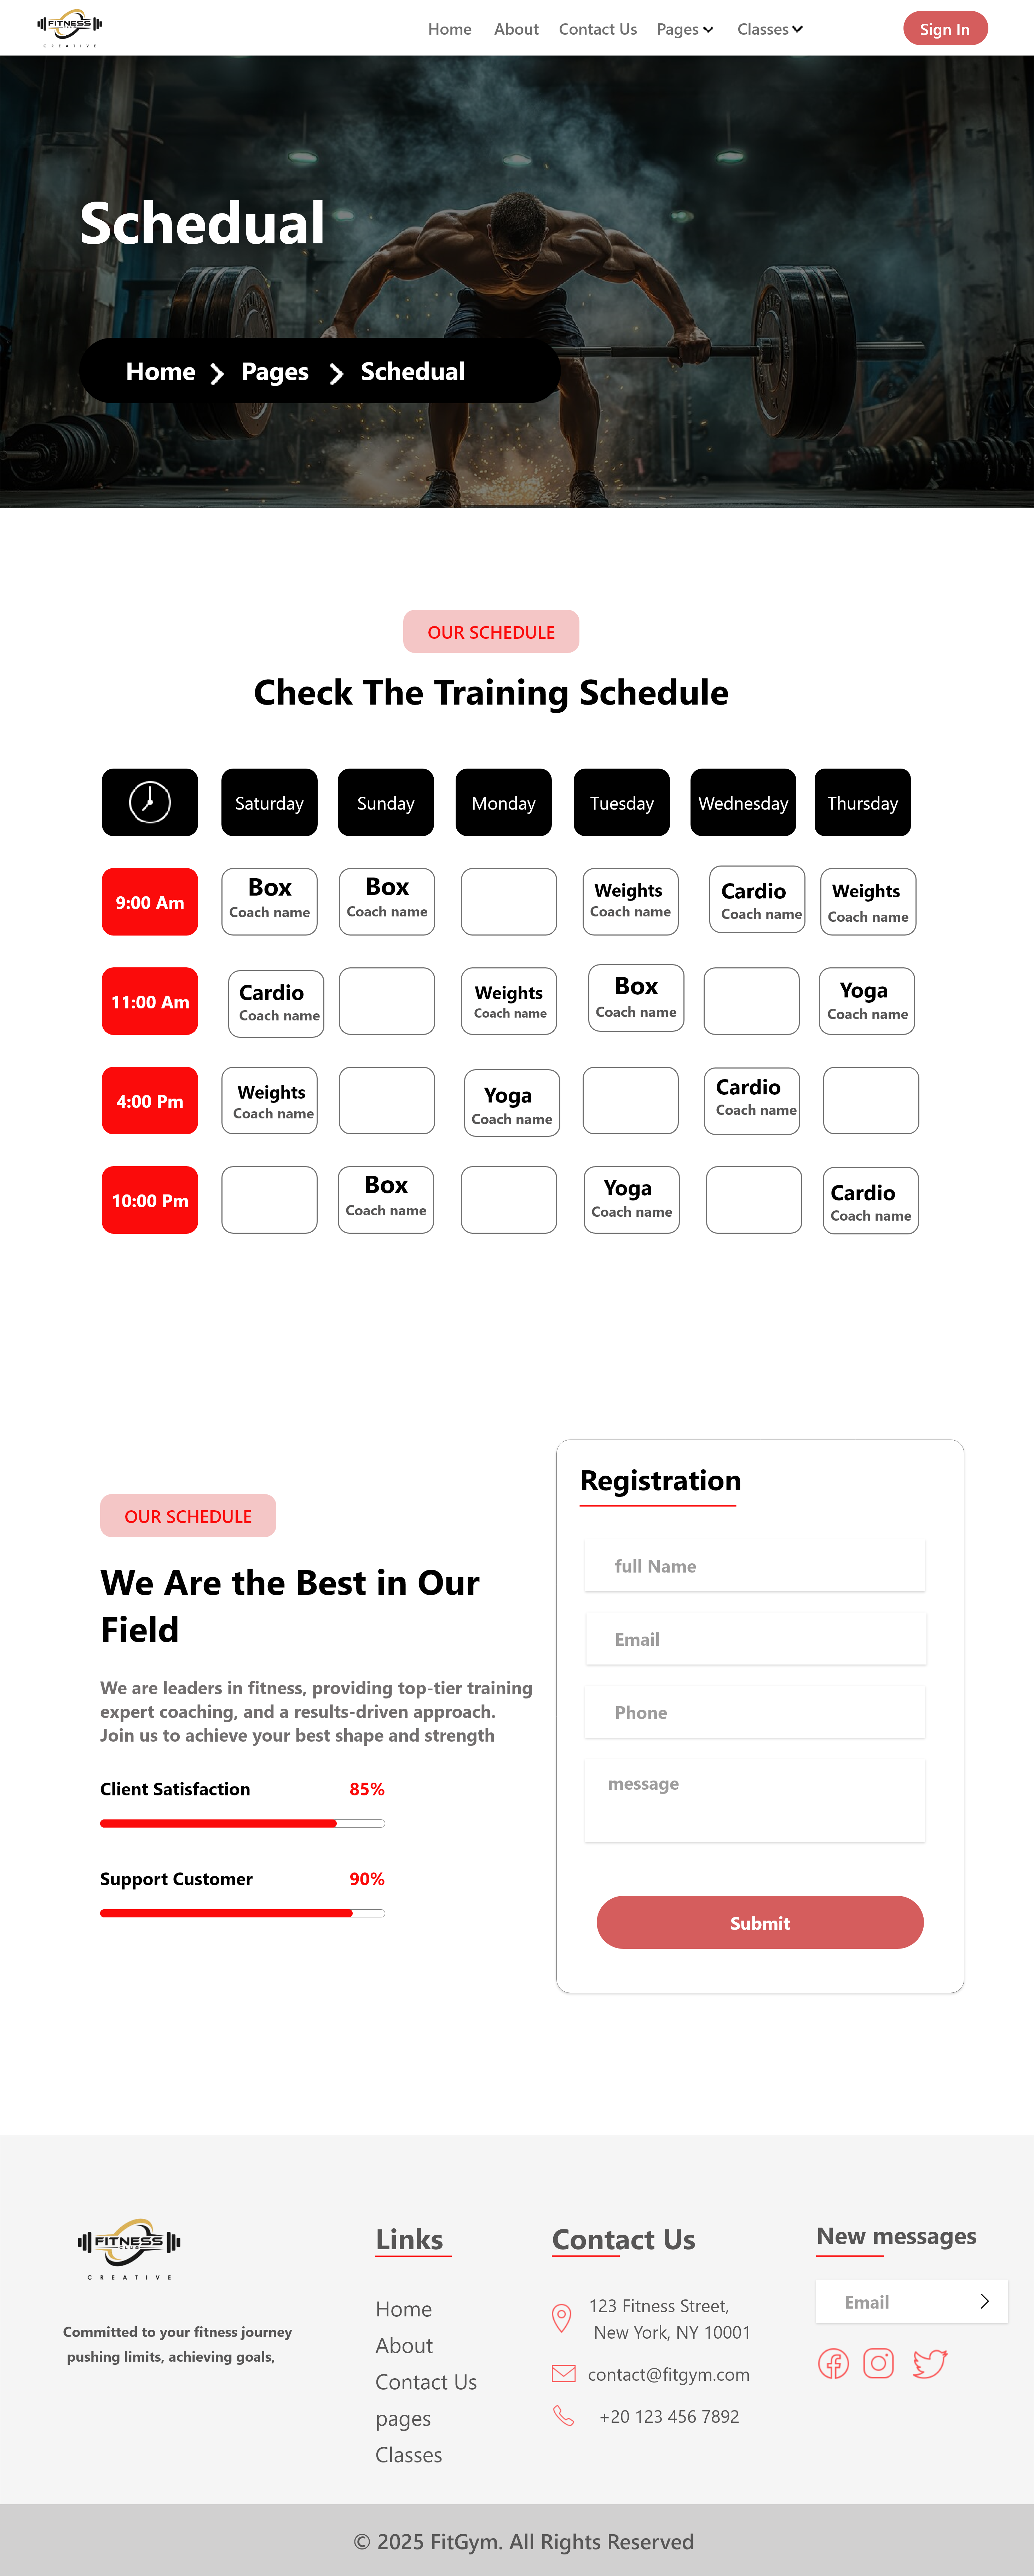 FITNESS
CREATIVE
Home About Contact Us Pages Classes
Sign In
Schedual
Home Pages Schedual
OUR SCHEDULE
Check The Training Schedule
Saturday Sunday Monday Tuesday Wednesday Thursday
9:00 Am
Box
Coach name
Box
Coach name
Weights
Coach name
Cardio
Coach name
Weights
Coach name
11:00 Am
Cardio
Coach name
Weights
Coach name
Box
Coach name
Yoga
Coach name
4:00 Pm
Weights
Coach name
Yoga
Coach name
Cardio
Coach name
10:00 Pm
Box
Coach name
Yoga
Coach name
Cardio
Coach name
OUR SCHEDULE
We Are the Best in Our
Field
We are leaders in fitness, providing top-tier training
expert coaching, and a results-driven approach.
Join us to achieve your best shape and strength
Client Satisfaction 85%
Support Customer 90%
Registration
full Name
Email
Phone
message
Submit
FITNESS
CLUB
CREATIVE
Committed to your fitness journey
pushing limits, achieving goals,
Links
Home
About
Contact Us
pages
Classes
Contact Us
123 Fitness Street,
New York, NY 10001
contact@fitgym.com
+20 123 456 7892
New messages
Email
© 2025 FitGym. All Rights Reserved